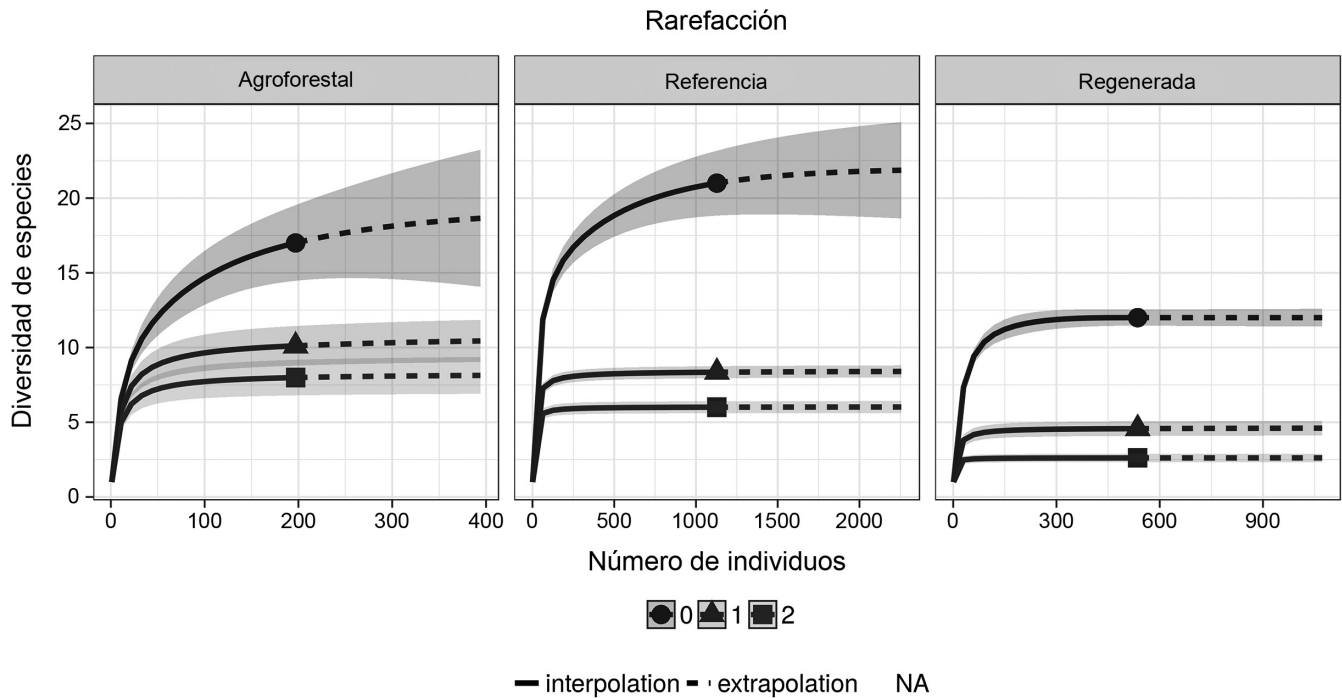 Rarefacción
Agroforestal Referencia Regenerada
Diversidad de especies
25
20
15
10
5
0
0 100 200 300 400 0 500 1000 1500 2000 0 300 600 900
Número de individuos
0 1 2
interpolation extrapolation NA